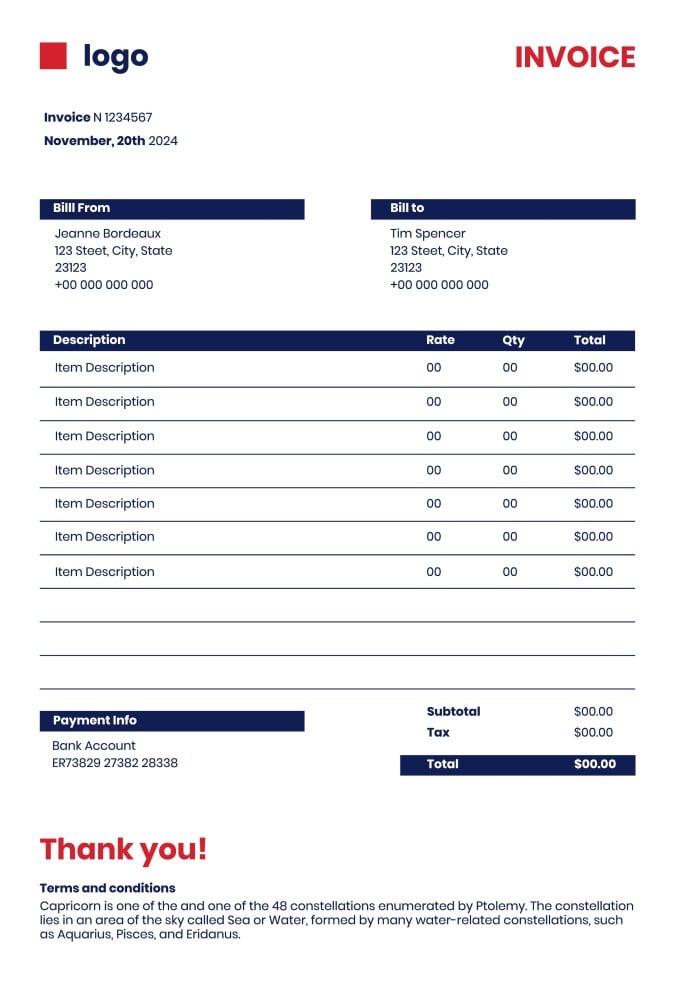 logo
INVOICE
Invoice N 1234567
November, 20th 2024
Billl From
Jeanne Bordeaux
123 Steet, City, State
23123
+00 000 000 000
Bill to
Tim Spencer
123 Steet, City, State
23123
+00 000 000 000
Description Rate Qty Total
Item Description 00 00 $00.00
Item Description 00 00 $00.00
Item Description 00 00 $00.00
Item Description 00 00 $00.00
Item Description 00 00 $00.00
Item Description 00 00 $00.00
Item Description 00 00 $00.00
Payment Info
Bank Account
ER73829 27382 28338
Subtotal $00.00
Tax $00.00
Total $00.00
Thank you!
Terms and conditions
Capricorn is one of the and one of the 48 constellations enumerated by Ptolemy. The constellation
lies in an area of the sky called Sea or Water, formed by many water-related constellations, such
as Aquarius, Pisces, and Eridanus.